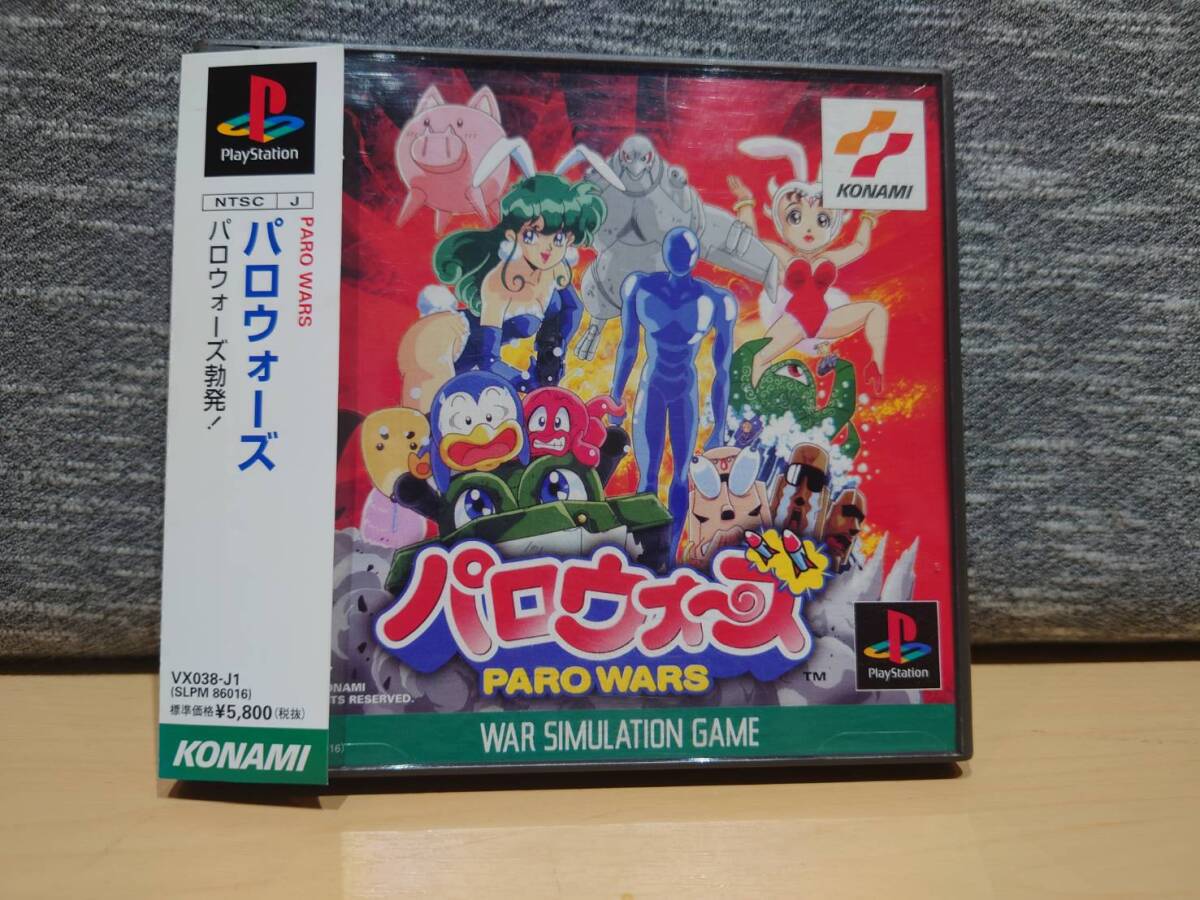 PlayStation
NTSC J
PARO WARS
パロウォーズ
パロウォーズ勃発!
VX038-J1
(SLPM 86016)
標準価格¥5,800(税抜)
KONAMI
KONAMI
パロウォーズ
PARO WARS
TM
PlayStation
RESERVED.
WAR SIMULATION GAME